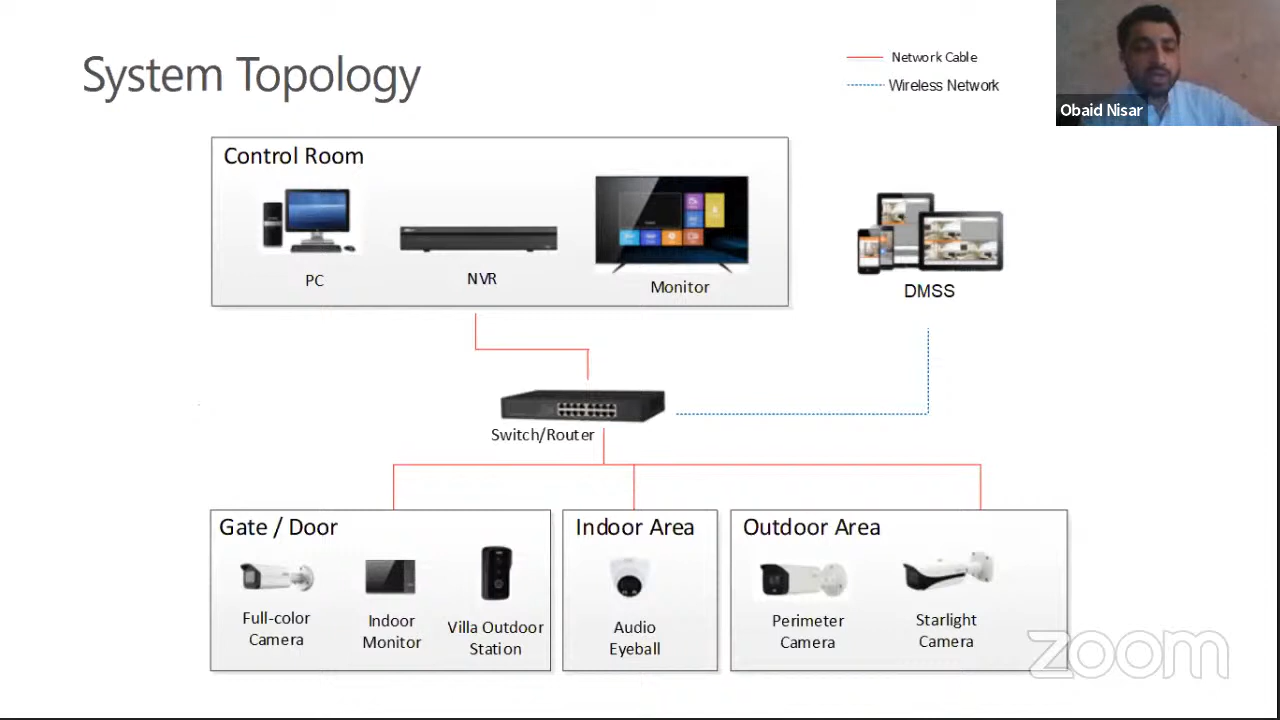 System Topology
Network Cable
Wireless Network
Obaid Nisar
Control Room
PC
NVR
Monitor
DMSS
Switch/Router
Gate / Door
Full-color
Camera
Indoor
Monitor
Villa Outdoor
Station
Indoor Area
Audio
Eyeball
Outdoor Area
Perimeter
Camera
Starlight
Camera
zoom